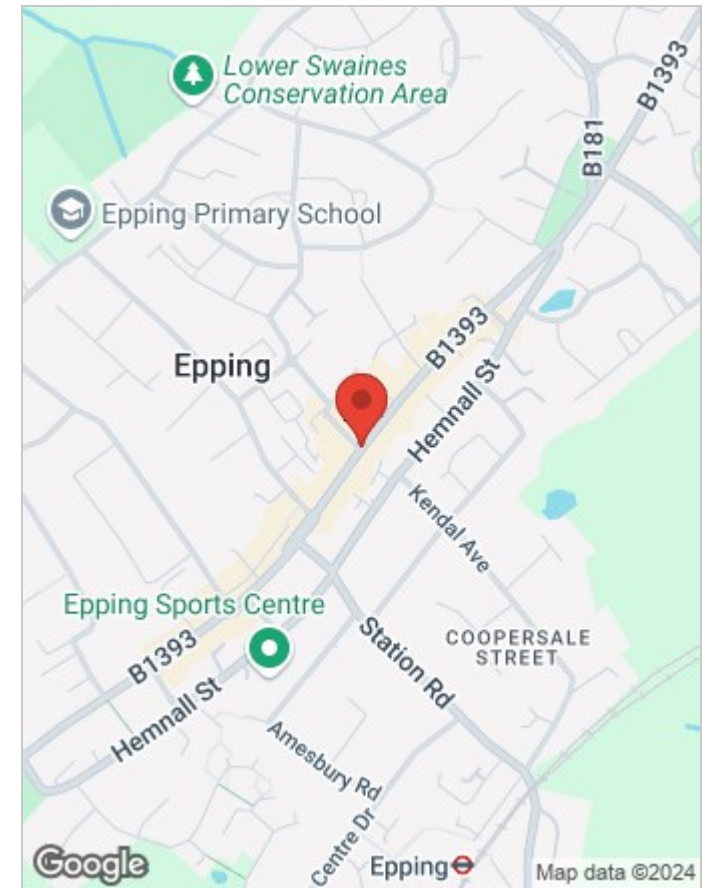 Lower Swaines
Conservation Area
B1393
B181
Epping Primary School
B1393
Epping
Hemnall St
Kendal Ave
Epping Sports Centre
COOPERSALE
STREET
Station Rd
B1393
Hemnall St
Amesbury Rd
Centre Dr
Epping
Google
Map data ©2024